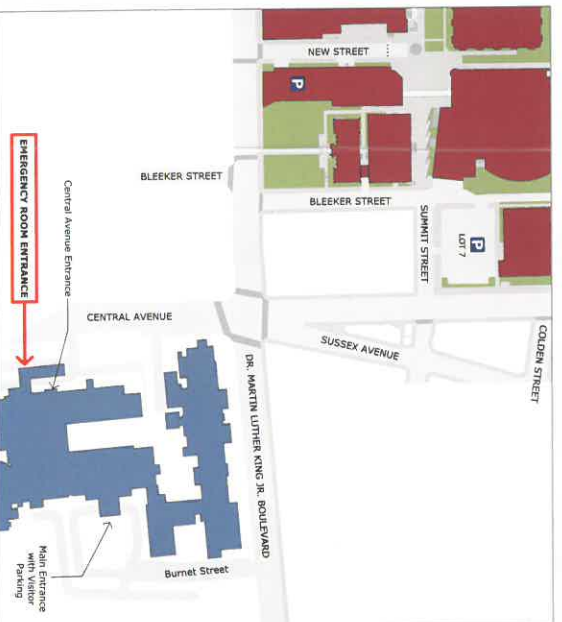 NEW STREET
P
BLEEKER STREET
BLEEKER STREET
SUMMIT STREET
P
LOT 7
EMERGENCY ROOM ENTRANCE
Central Avenue Entrance
CENTRAL AVENUE
SUSSEX AVENUE
COLDEN STREET
DR. MARTIN LUTHER KING JR. BOULEVARD
Burnet Street
Main Entrance
with Visitor
Parking